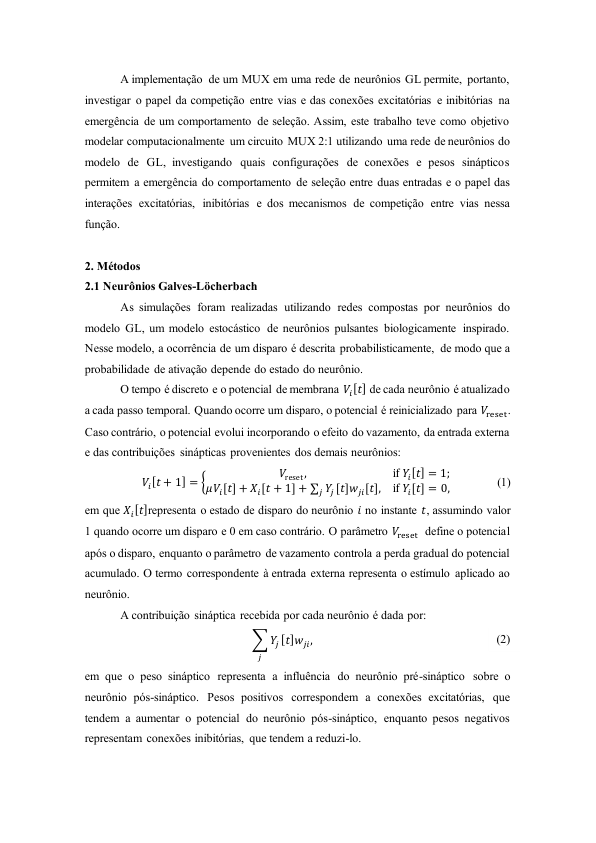 A implementação de um MUX em uma rede de neurônios GL permite, portanto,
investigar o papel da competição entre vias e das conexões excitatórias e inibitórias na
emergência de um comportamento de seleção. Assim, este trabalho teve como objetivo
modelar computacionalmente um circuito MUX 2:1 utilizando uma rede de neurônios do
modelo de GL, investigando quais configurações de conexões e pesos sinápticos
permitem a emergência do comportamento de seleção entre duas entradas e o papel das
interações excitatórias, inibitórias e dos mecanismos de competição entre vias nessa
função.
2. Métodos
2.1 Neurônios Galves-Löcherbach
As simulações foram realizadas utilizando redes compostas por neurônios do
modelo GL, um modelo estocástico de neurônios pulsantes biologicamente inspirado.
Nesse modelo, a ocorrência de um disparo é descrita probabilisticamente, de modo que a
probabilidade de ativação depende do estado do neurônio.
O tempo é discreto e o potencial de membrana V_i[t] de cada neurônio é atualizado
a cada passo temporal. Quando ocorre um disparo, o potencial é reinicializado para V_reset.
Caso contrário, o potencial evolui incorporando o efeito do vazamento, da entrada externa
e das contribuições sinápticas provenientes dos demais neurônios:
V_i[t + 1] = { V_reset, if Y_i[t] = 1; μV_i[t] + X_i[t + 1] + ∑_j Y_j [t]w_ji[t], if Y_i[t] = 0, (1)
em que X_i[t]representa o estado de disparo do neurônio i no instante t, assumindo valor
1 quando ocorre um disparo e 0 em caso contrário. O parâmetro V_reset define o potencial
após o disparo, enquanto o parâmetro de vazamento controla a perda gradual do potencial
acumulado. O termo correspondente à entrada externa representa o estímulo aplicado ao
neurônio.
A contribuição sináptica recebida por cada neurônio é dada por:
∑_j Y_j [t]w_ji, (2)
em que o peso sináptico representa a influência do neurônio pré-sináptico sobre o
neurônio pós-sináptico. Pesos positivos correspondem a conexões excitatórias, que
tendem a aumentar o potencial do neurônio pós-sináptico, enquanto pesos negativos
representam conexões inibitórias, que tendem a reduzi-lo.